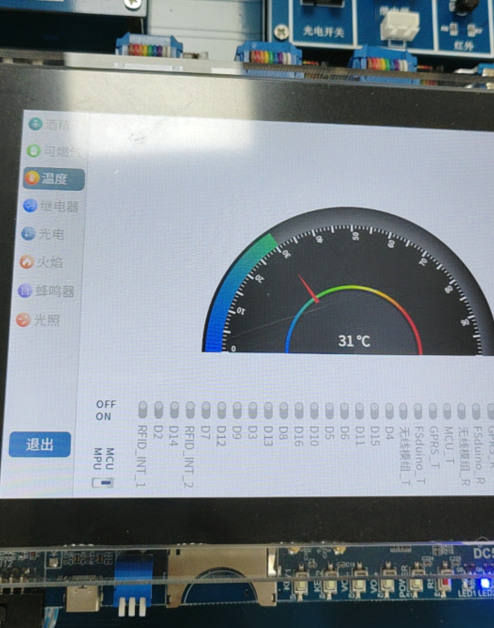 光电开关
红外
酒精
可燃气
温度
继电器
光电
火焰
蜂鸣器
光照
退出
0
10
20
30
40
50
31℃
OFF
ON
MCU
MPU
RFID_INT_1
D2
D14
RFID_INT_2
D7
D12
D9
D3
D13
D8
D16
D10
D5
D6
D11
D15
D4
无线模组_T
FSduino_T
GPRS_T
MCU_T
无线模组_R
FSduino_R
LED1